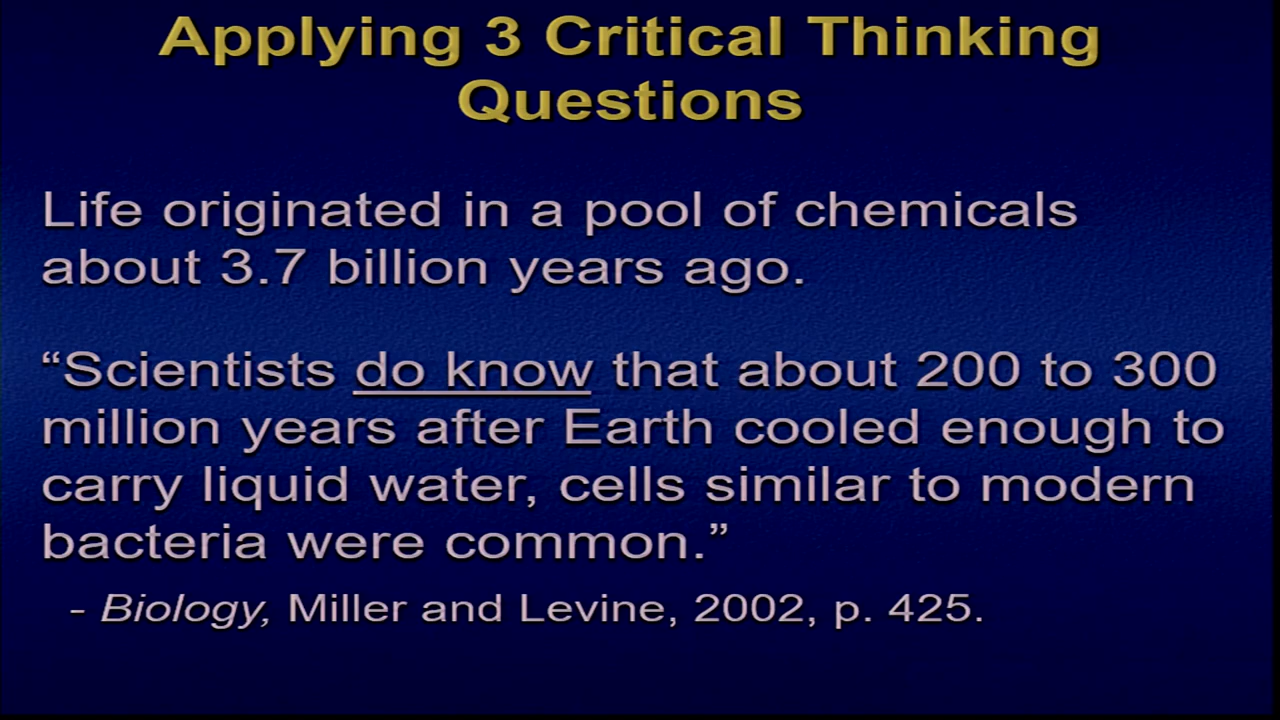 Applying 3 Critical Thinking
Questions
Life originated in a pool of chemicals
about 3.7 billion years ago.
“Scientists do know that about 200 to 300
million years after Earth cooled enough to
carry liquid water, cells similar to modern
bacteria were common.”
- Biology, Miller and Levine, 2002, p. 425.